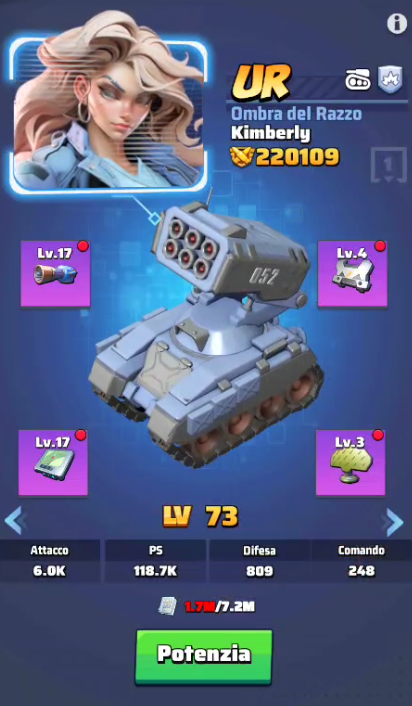 UR
Ombra del Razzo
Kimberly
220109
1
Lv.17
Lv.4
052
Lv.17
Lv.3
LV 73
Attacco PS Difesa Comando
6.0K 118.7K 809 248
1.7M/7.2M
Potenzia